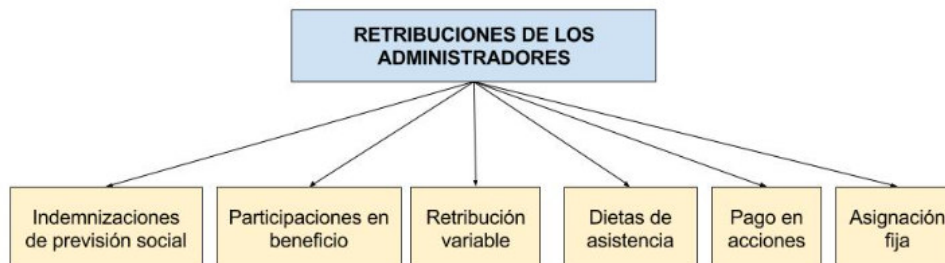 RETRIBUCIONES DE LOS
ADMINISTRADORES
Indemnizaciones
de previsión social
Participaciones en
beneficio
Retribución
variable
Dietas de
asistencia
Pago en
acciones
Asignación
fija